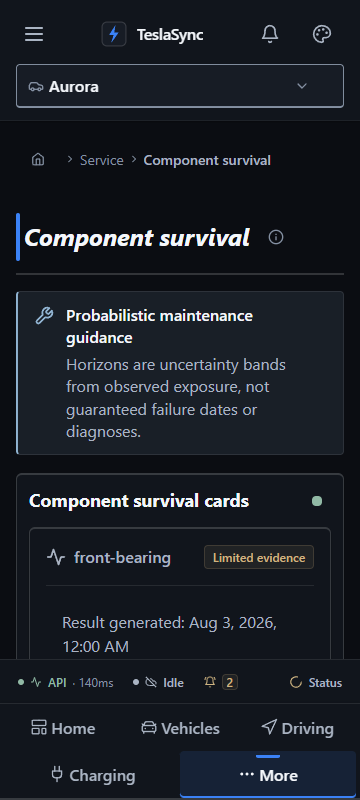 TeslaSync
Aurora
Service > Component survival
Component survival
Probabilistic maintenance
guidance
Horizons are uncertainty bands
from observed exposure, not
guaranteed failure dates or
diagnoses.
Component survival cards
front-bearing
Limited evidence
Result generated: Aug 3, 2026,
12:00 AM
API · 140ms
Idle
2
Status
Home
Vehicles
Driving
Charging
More